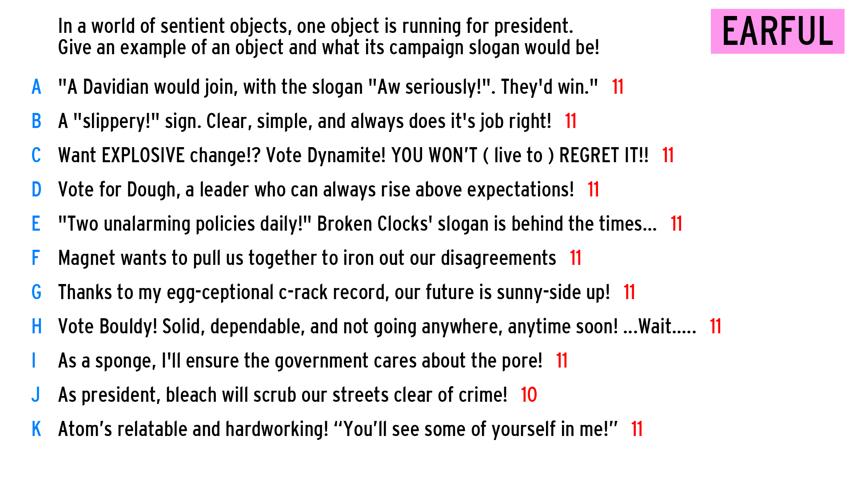 In a world of sentient objects, one object is running for president.
Give an example of an object and what its campaign slogan would be!
EARFUL
A "A Davidian would join, with the slogan "Aw seriously!". They'd win." 11
B A "slippery!" sign. Clear, simple, and always does it's job right! 11
C Want EXPLOSIVE change!? Vote Dynamite! YOU WON'T ( live to ) REGRET IT!! 11
D Vote for Dough, a leader who can always rise above expectations! 11
E "Two unalarming policies daily!" Broken Clocks' slogan is behind the times... 11
F Magnet wants to pull us together to iron out our disagreements 11
G Thanks to my egg-ceptional c-rack record, our future is sunny-side up! 11
H Vote Bouldy! Solid, dependable, and not going anywhere, anytime soon! ...Wait..... 11
I As a sponge, I'll ensure the government cares about the pore! 11
J As president, bleach will scrub our streets clear of crime! 10
K Atom’s relatable and hardworking! “You’ll see some of yourself in me!” 11